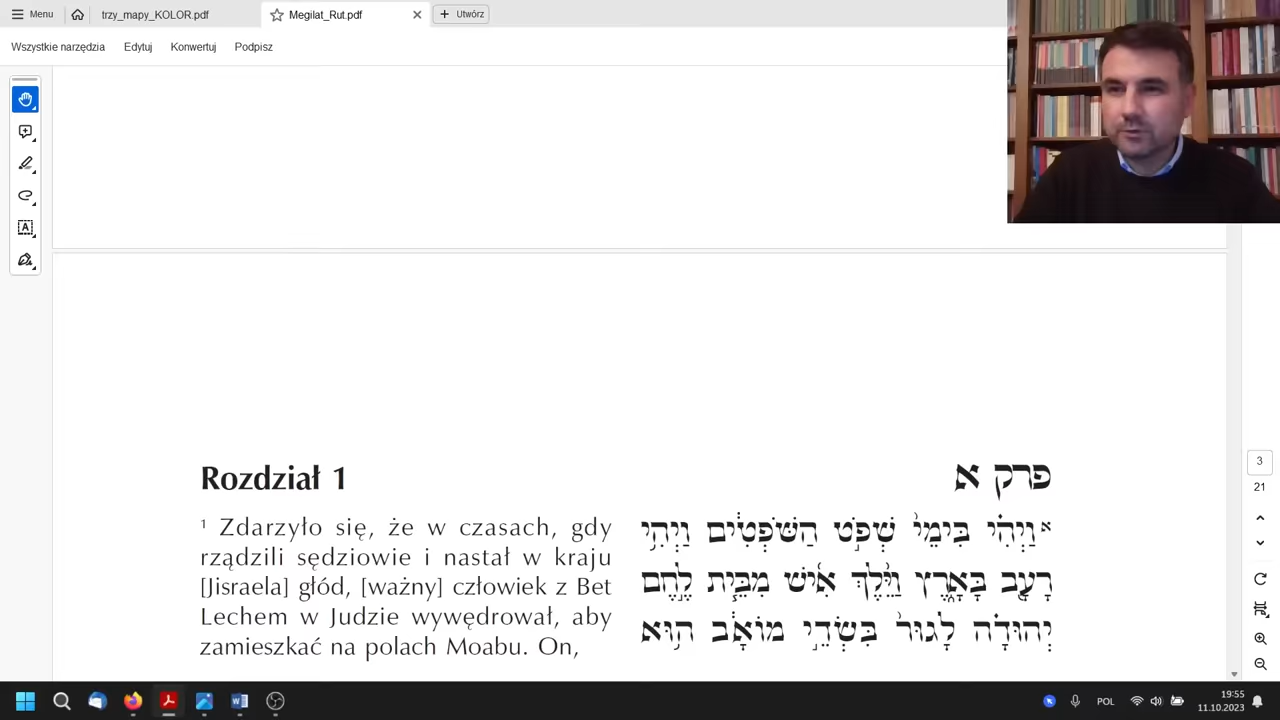 Menu
trzy_mapy_KOLOR.pdf
Megilat_Rut.pdf
Utwórz
Wszystkie narzędzia
Edytuj
Konwertuj
Podpisz
Rozdział 1
פרק א
¹ Zdarzyło się, że w czasach, gdy
rządzili sędziowie i nastał w kraju
[Jisraela] głód, [ważny] człowiek z Bet
Lechem w Judzie wywędrował, aby
zamieszkać na polach Moabu. On,
א וַיְהִ֗י בִּימֵי֙ שְׁפֹ֣ט הַשֹּׁפְטִ֔ים וַיְהִ֥י
רָעָ֖ב בָּאָ֑רֶץ וַיֵּ֨לֶךְ אִ֜ישׁ מִבֵּ֧ית לֶ֣חֶם
יְהוּדָ֗ה לָגוּר֙ בִּשְׂדֵ֣י מוֹאָ֔ב ה֥וּא
3
21
POL
19:55
11.10.2023